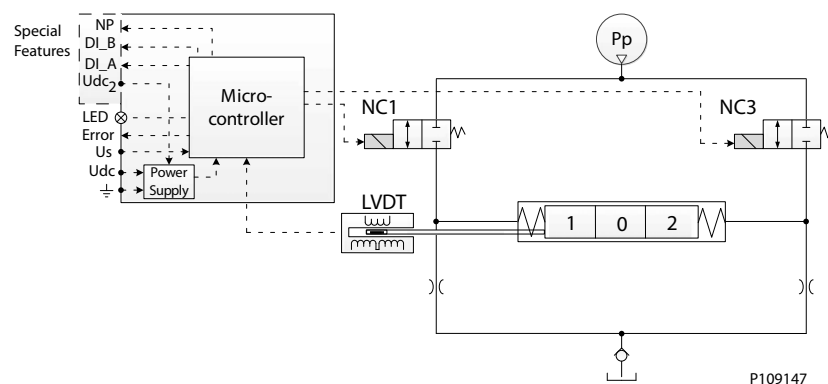 Special
Features
NP
DI_B
DI_A
Udc2
LED
Error
Us
Udc
Micro-
controller
Power
Supply
Pp
NC1
NC3
LVDT
1 0 2
P109147